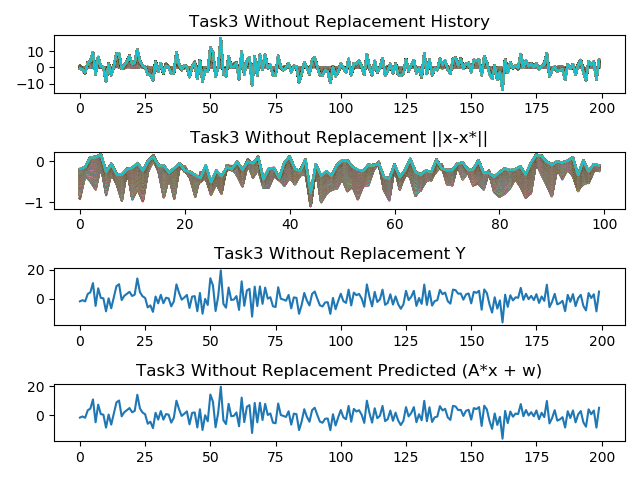 Task3 Without Replacement History
10
0
−10
0 25 50 75 100 125 150 175 200
Task3 Without Replacement ||x-x*||
0
−1
0 20 40 60 80 100
Task3 Without Replacement Y
20
0
0 25 50 75 100 125 150 175 200
Task3 Without Replacement Predicted (A*x + w)
20
0
0 25 50 75 100 125 150 175 200